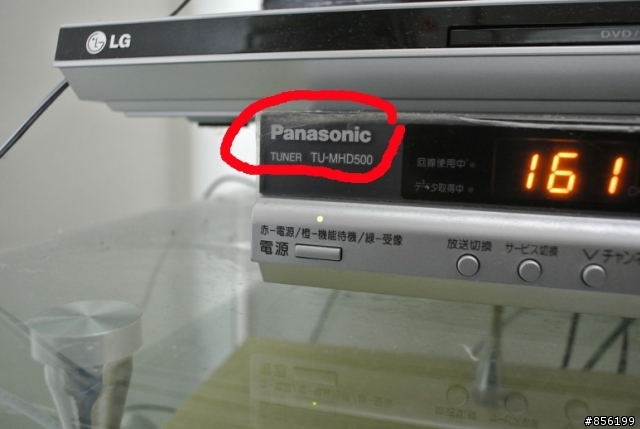 LG
DVD/
Panasonic
TUNER TU-MHD500
回線使用中
データ取得中
161
赤-電源/橙-機能待機/緑-受像
電源
放送切換
サービス切換
チャン
#856199